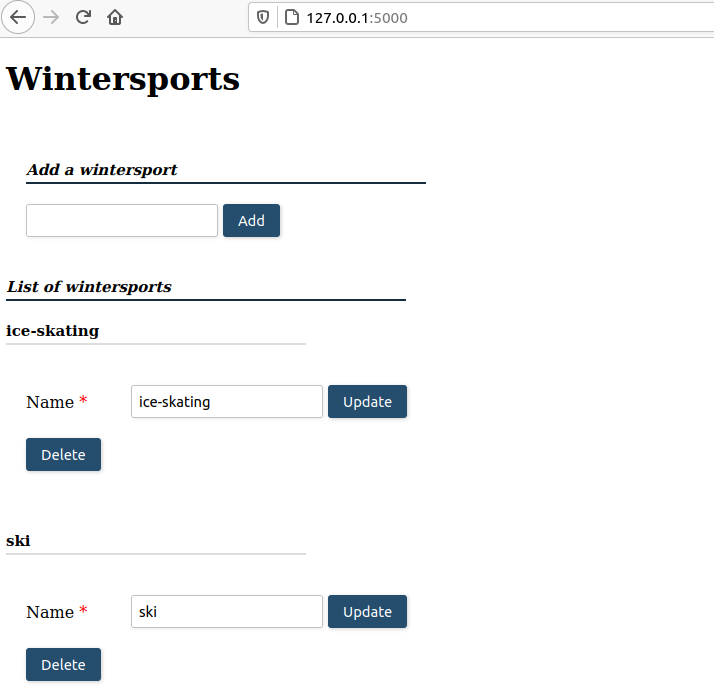 127.0.0.1:5000
Wintersports
Add a wintersport
Add
List of wintersports
ice-skating
Name * ice-skating Update
Delete
ski
Name * ski Update
Delete